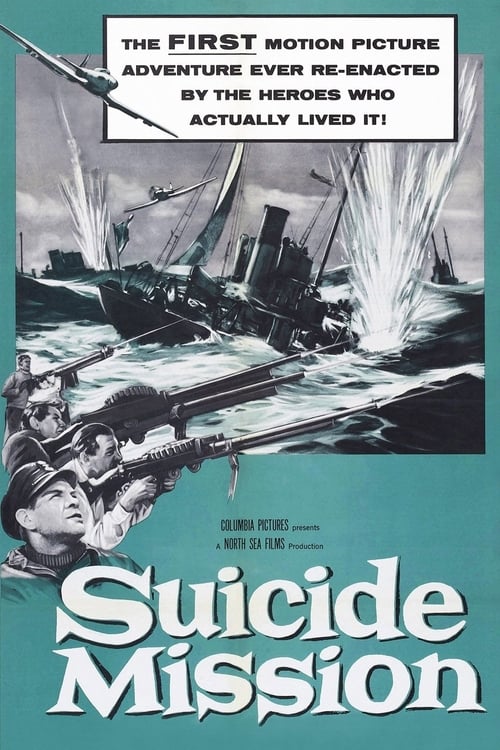 THE FIRST MOTION PICTURE
ADVENTURE EVER RE-ENACTED
BY THE HEROES WHO
ACTUALLY LIVED IT!
COLUMBIA PICTURES presents
A NORTH SEA FILMS Production
Suicide
Mission